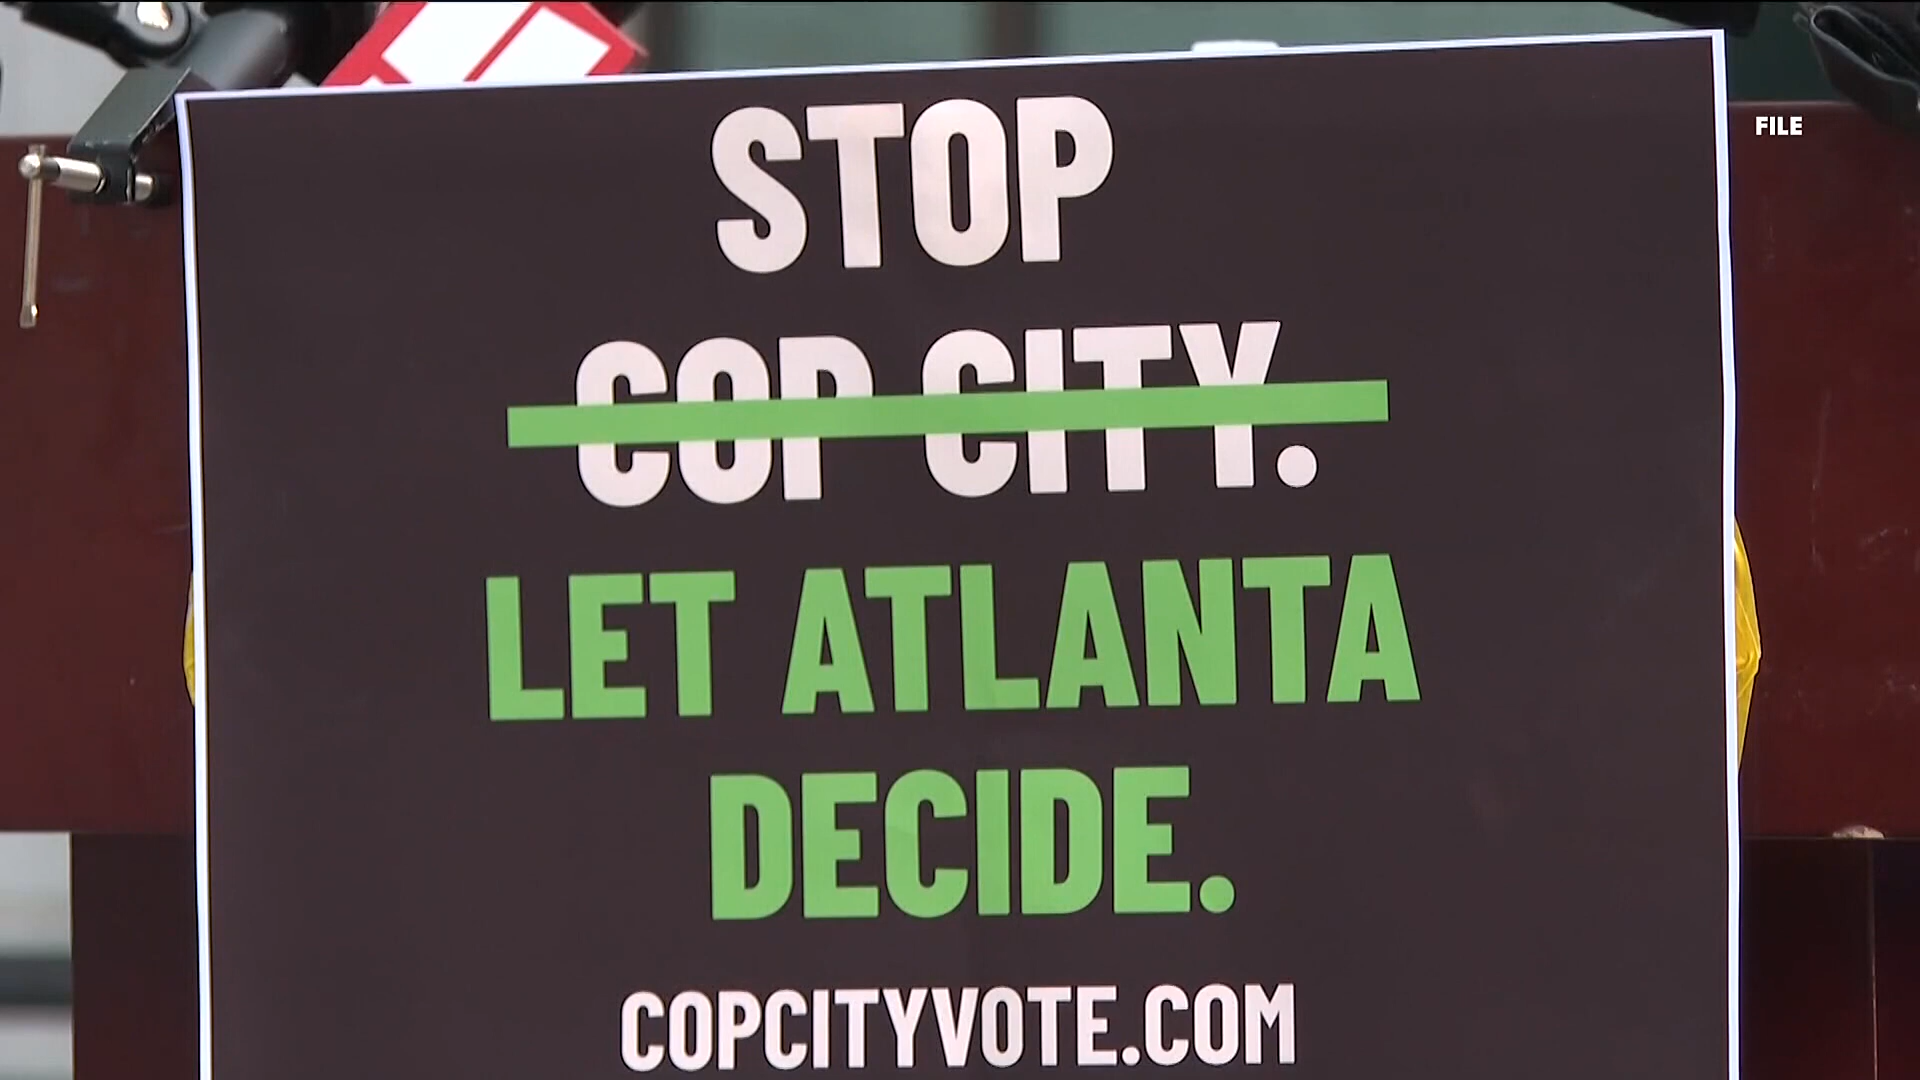 STOP
FILE
COP CITY.
LET ATLANTA
DECIDE.
COPCITYVOTE.COM